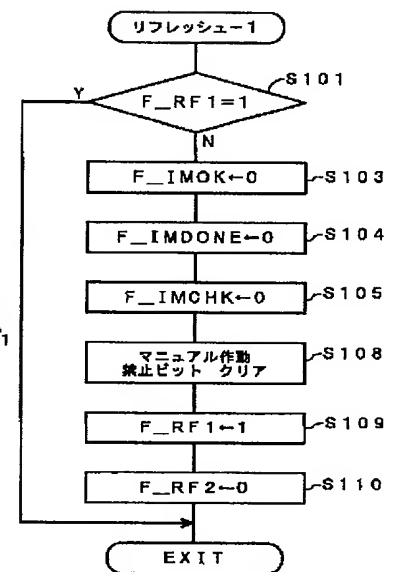 リフレッシュー1
S101
Y
F_RF1=1
N
F_IMOK←0
S103
F_IMDONE←0
S104
F_IMCHK←0
S105
マニュアル作動
禁止ビット クリア
S108
1
F_RF1←1
S109
F_RF2←0
S110
EXIT